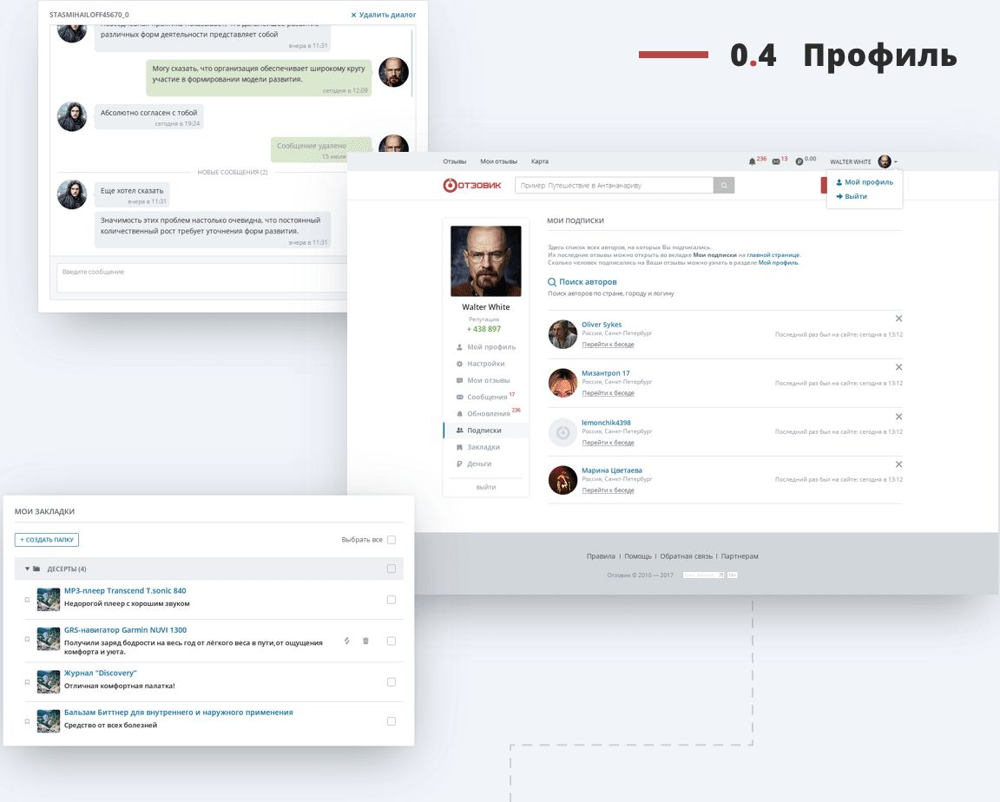 STASMIHAILOFF45670_0
× Удалить диалог
различных форм деятельности представляет собой
вчера в 11:31
Могу сказать, что организация обеспечивает широкому кругу
участие в формировании модели развития.
сегодня в 12:09
Абсолютно согласен с тобой
сегодня в 19:24
Сообщение удалено
15 июля
НОВЫЕ СООБЩЕНИЯ (2)
Еще хотел сказать
вчера в 11:31
Значимость этих проблем настолько очевидна, что постоянный
количественный рост требует уточнения форм развития.
вчера в 11:31
Введите сообщение
0.4 Профиль
Отзывы Мои отзывы Карта
236 13 0.00 WALTER WHITE
Мой профиль
Выйти
ОТЗОВИК
Пример: Путешествие в Антананариву
Walter White
Репутация
+ 438 897
Мой профиль
Настройки
Мои отзывы
Сообщения 17
Обновления 236
Подписки
Закладки
Деньги
выйти
МОИ ПОДПИСКИ
Здесь список всех авторов, на которых Вы подписались.
Их последние отзывы можно открыть во вкладке Мои подписки на главной странице.
Сколько человек подписались на Ваши отзывы можно узнать в разделе Мой профиль.
Поиск авторов
Поиск авторов по стране, городу и логину
Oliver Sykes
Россия, Санкт-Петербург
Перейти к беседе
Последний раз был на сайте: сегодня в 13:12
Мизантроп 17
Россия, Санкт-Петербург
Перейти к беседе
Последний раз был на сайте: сегодня в 13:12
lemonchik4398
Россия, Санкт-Петербург
Перейти к беседе
Последний раз был на сайте: сегодня в 13:12
Марина Цветаева
Россия, Санкт-Петербург
Перейти к беседе
Последний раз был на сайте: сегодня в 13:12
Правила | Помощь | Обратная связь | Партнерам
Отзовик © 2010 — 2017
18+
МОИ ЗАКЛАДКИ
+ СОЗДАТЬ ПАПКУ
Выбрать все
ДЕСЕРТЫ (4)
MP3-плеер Transcend T.sonic 840
Недорогой плеер с хорошим звуком
GRS-навигатор Garmin NUVI 1300
Получили заряд бодрости на весь год от лёгкого веса в пути,от ощущения
комфорта и уюта.
Журнал "Discovery"
Отличная комфортная палатка!
Бальзам Биттнер для внутреннего и наружного применения
Средство от всех болезней